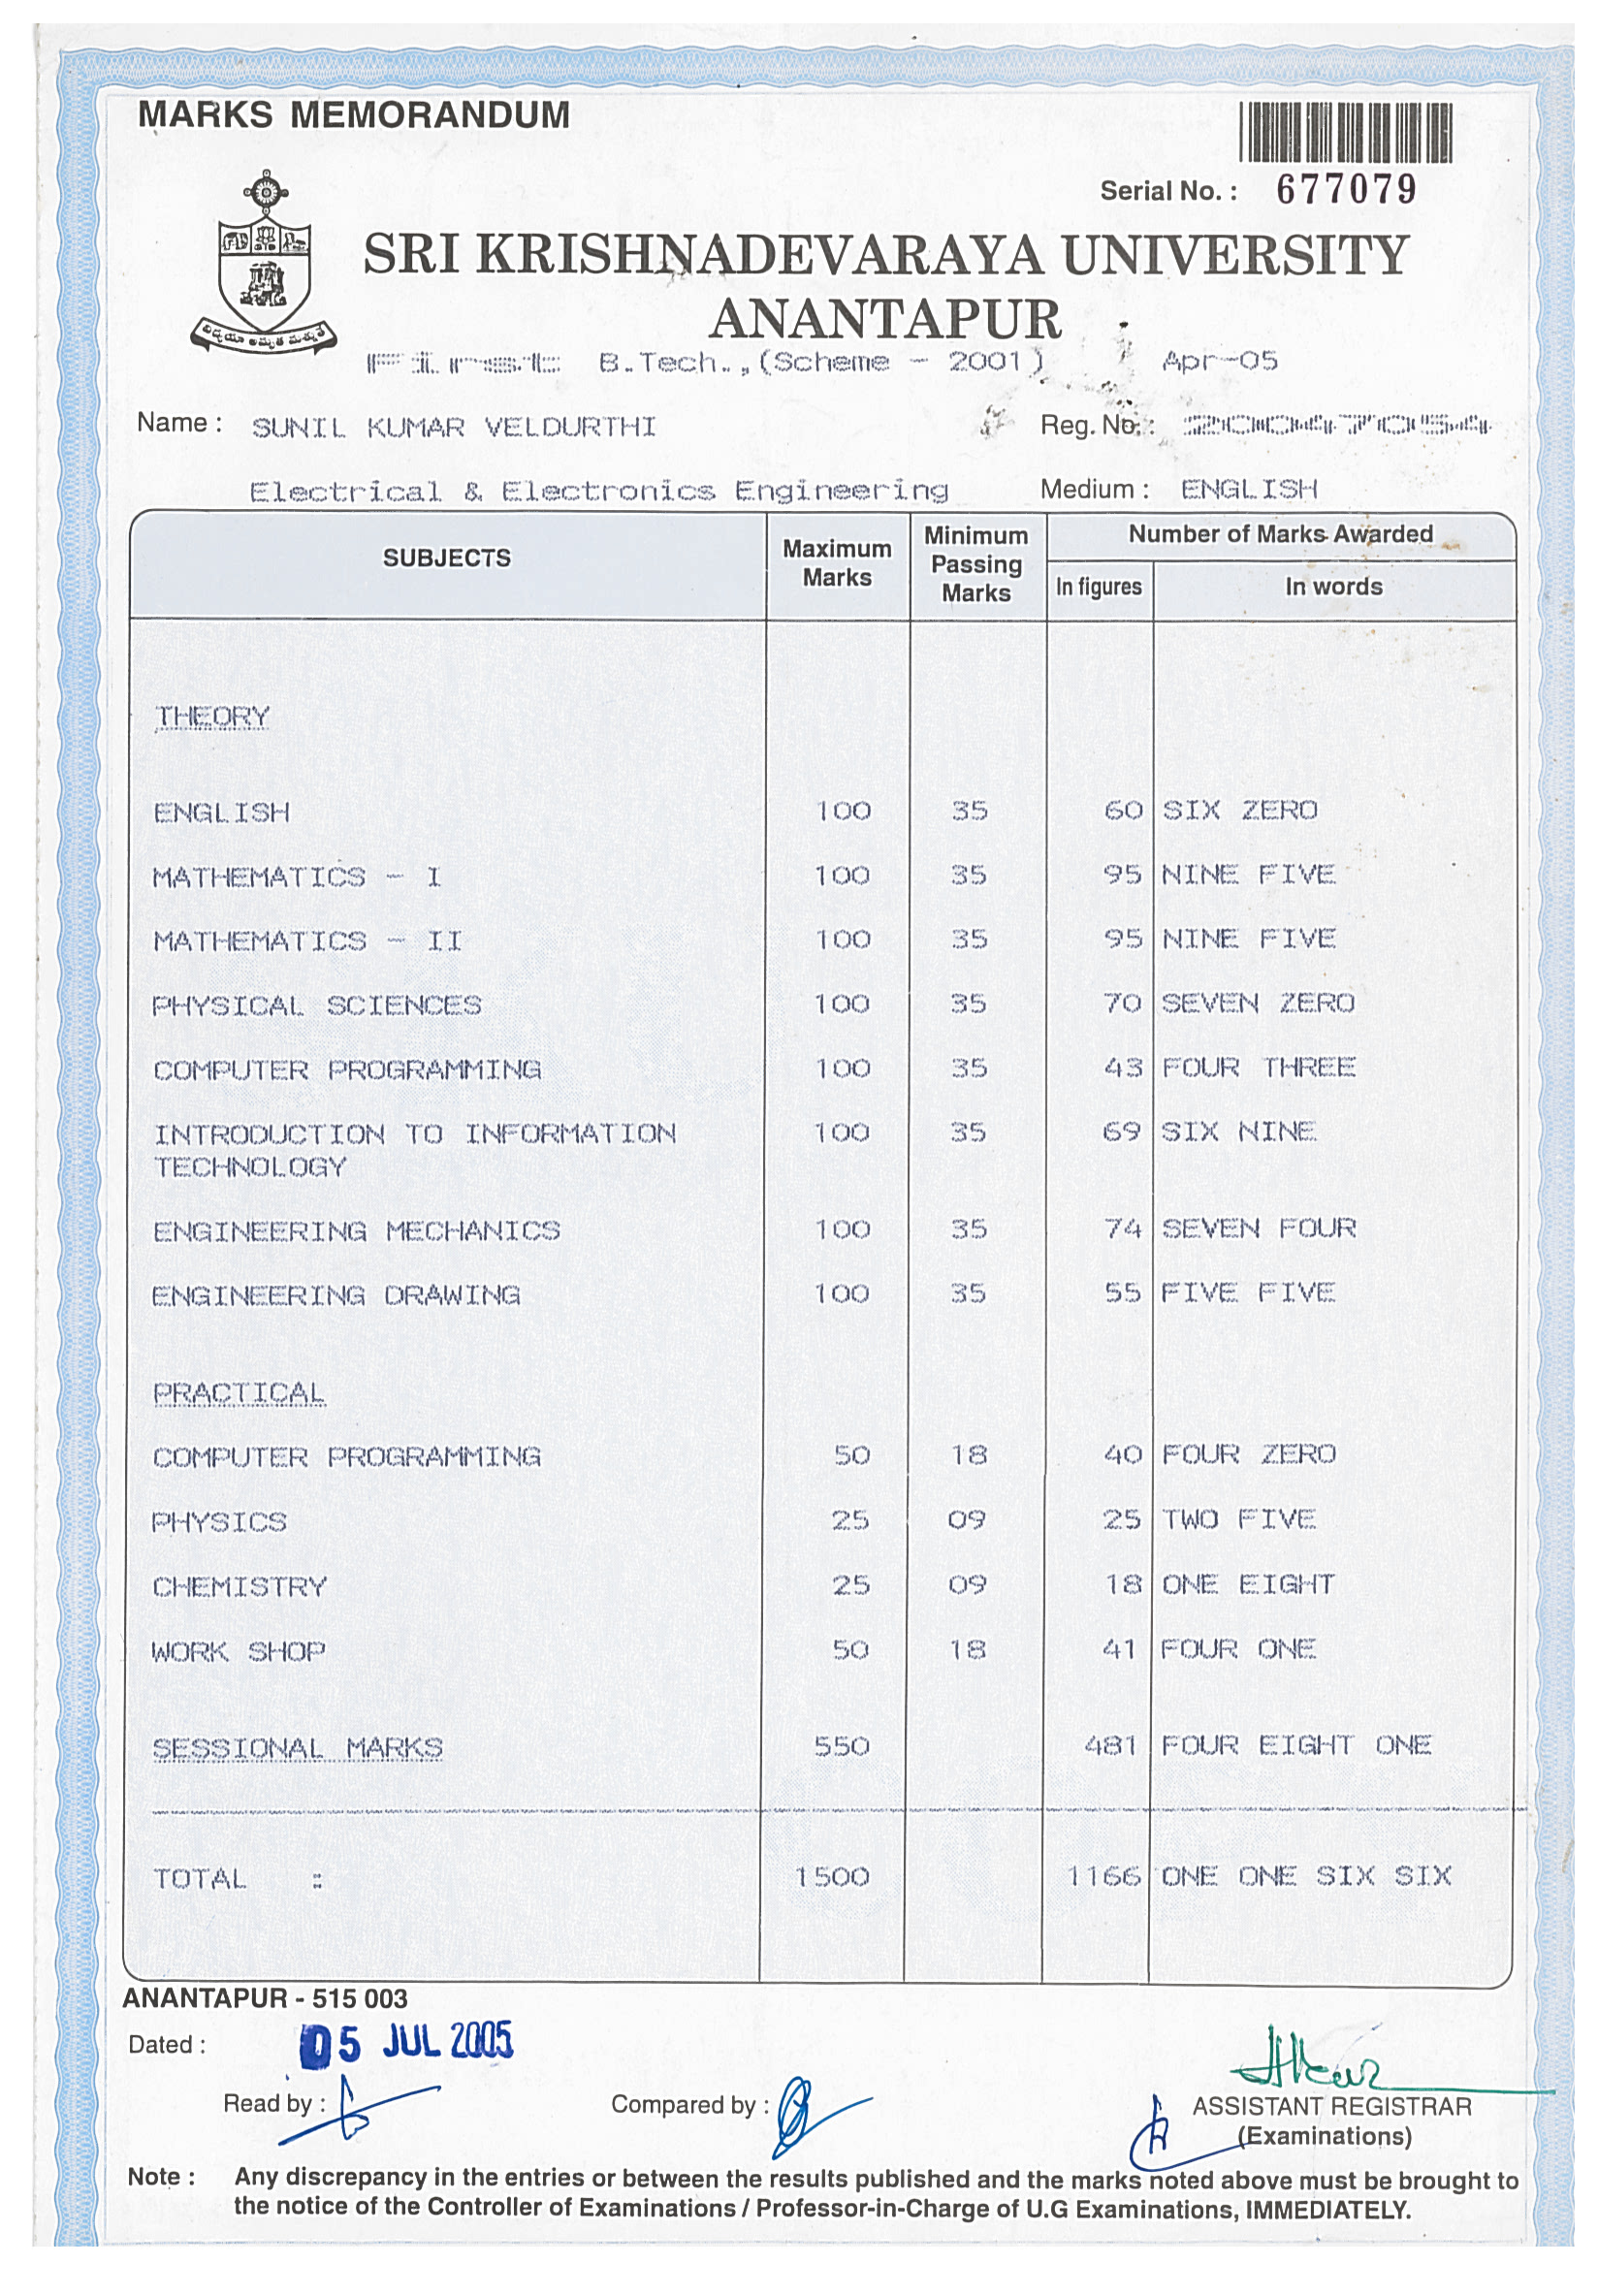 MARKS MEMORANDUM
Serial No. : 677079
SRI KRISHNADEVARAYA UNIVERSITY
ANANTAPUR
విద్యయా అమృత మశ్నుతే
First B.Tech.,(Scheme - 2001) Apr-05
Name : SUNIL KUMAR VELDURTHI Reg. No. : 20047054
Electrical & Electronics Engineering Medium : ENGLISH
SUBJECTS Maximum Marks Minimum Passing Marks Number of Marks Awarded
In figures In words
THEORY
ENGLISH 100 35 60 SIX ZERO
MATHEMATICS - I 100 35 95 NINE FIVE
MATHEMATICS - II 100 35 95 NINE FIVE
PHYSICAL SCIENCES 100 35 70 SEVEN ZERO
COMPUTER PROGRAMMING 100 35 43 FOUR THREE
INTRODUCTION TO INFORMATION 100 35 69 SIX NINE
TECHNOLOGY
ENGINEERING MECHANICS 100 35 74 SEVEN FOUR
ENGINEERING DRAWING 100 35 55 FIVE FIVE
PRACTICAL
COMPUTER PROGRAMMING 50 18 40 FOUR ZERO
PHYSICS 25 09 25 TWO FIVE
CHEMISTRY 25 09 18 ONE EIGHT
WORK SHOP 50 18 41 FOUR ONE
SESSIONAL MARKS 550 481 FOUR EIGHT ONE
TOTAL : 1500 1166 ONE ONE SIX SIX
ANANTAPUR - 515 003
Dated : 05 JUL 2005
Read by : Compared by : ASSISTANT REGISTRAR
(Examinations)
Note : Any discrepancy in the entries or between the results published and the marks noted above must be brought to
the notice of the Controller of Examinations / Professor-in-Charge of U.G Examinations, IMMEDIATELY.